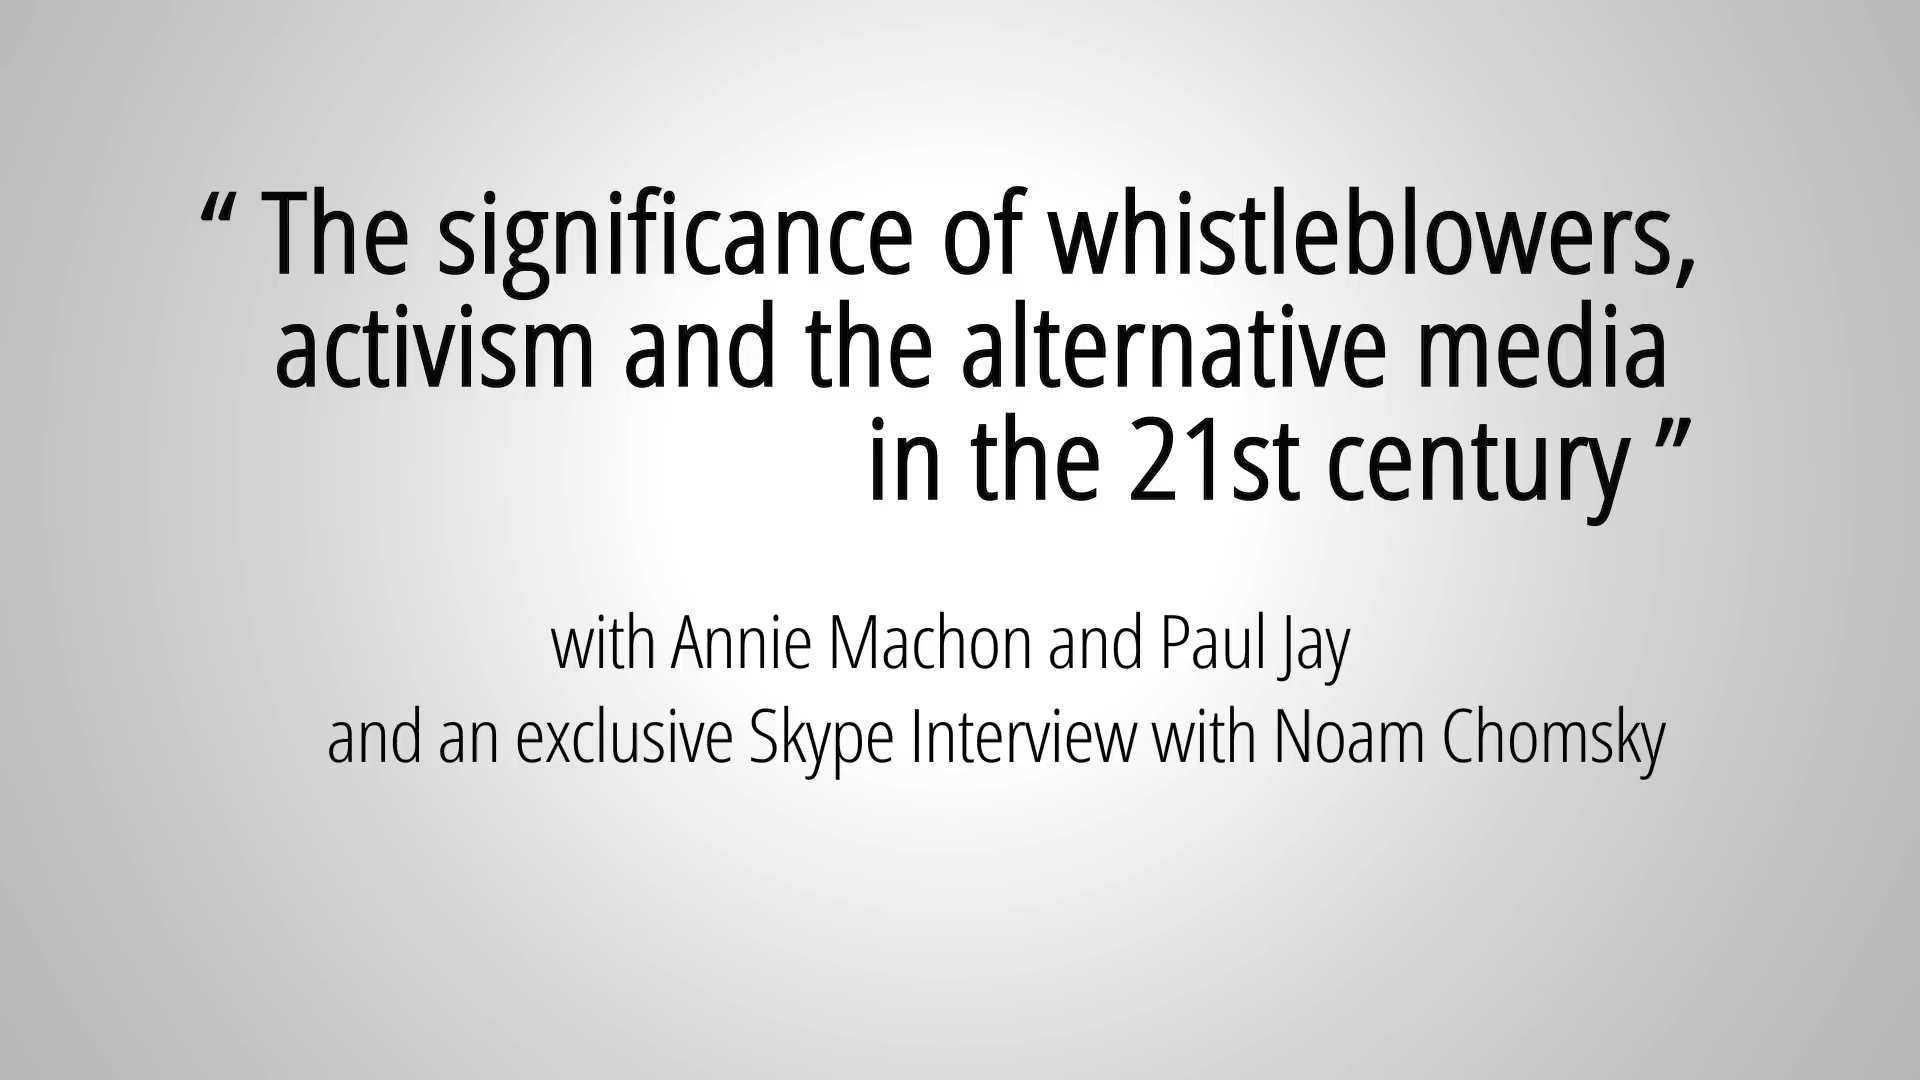 “ The significance of whistleblowers,
activism and the alternative media
in the 21st century ”
with Annie Machon and Paul Jay
and an exclusive Skype Interview with Noam Chomsky